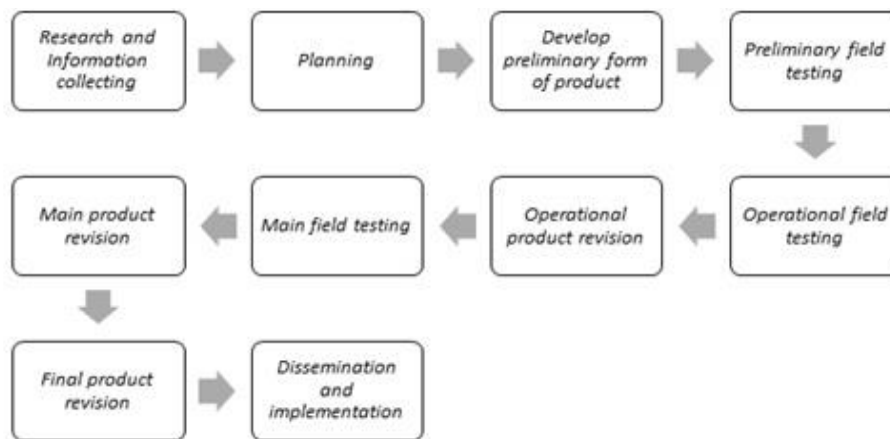 Research and
Information
collecting
Planning
Develop
preliminary form
of product
Preliminary field
testing
Operational field
testing
Operational
product revision
Main field testing
Main product
revision
Final product
revision
Dissemination
and
implementation